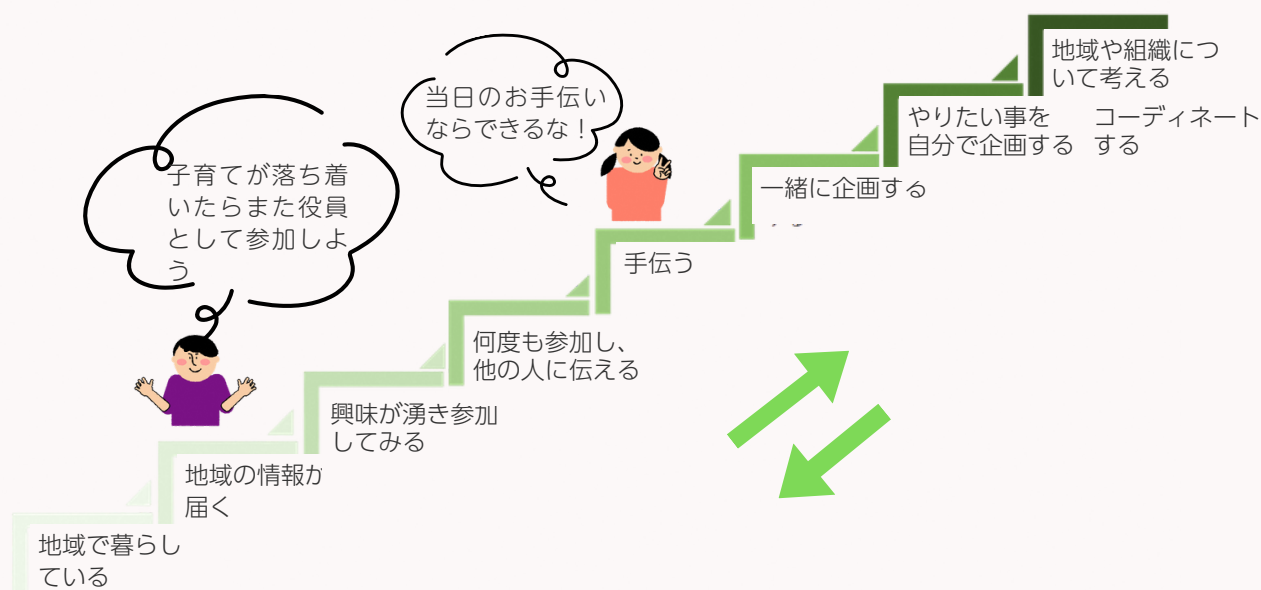 地域や組織につ
いて考える
当日のお手伝い
ならできるな！
やりたい事を
自分で企画する
コーディネート
する
子育てが落ち着
いたらまた役員
として参加しよ
う
一緒に企画する
手伝う
何度も参加し、
他の人に伝える
興味が湧き参加
してみる
地域の情報が
届く
地域で暮らし
ている